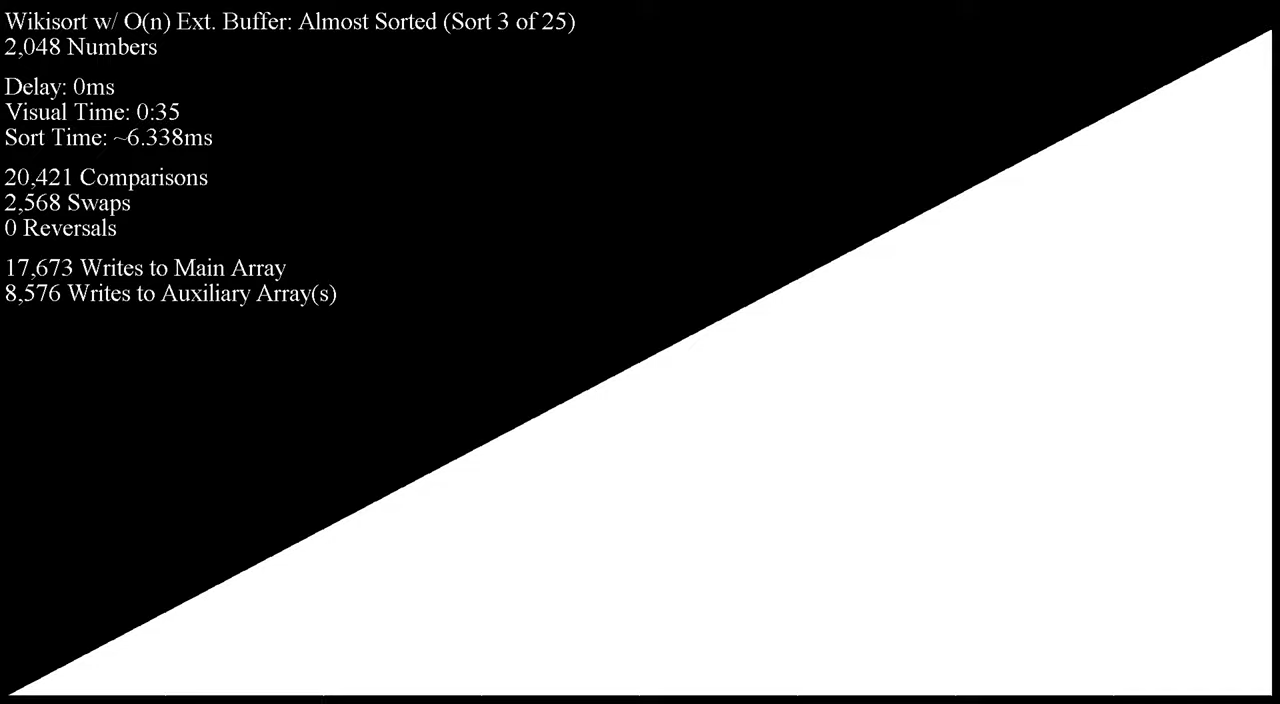 Wikisort w/ O(n) Ext. Buffer: Almost Sorted (Sort 3 of 25)
2,048 Numbers
Delay: 0ms
Visual Time: 0:35
Sort Time: ~6.338ms
20,421 Comparisons
2,568 Swaps
0 Reversals
17,673 Writes to Main Array
8,576 Writes to Auxiliary Array(s)